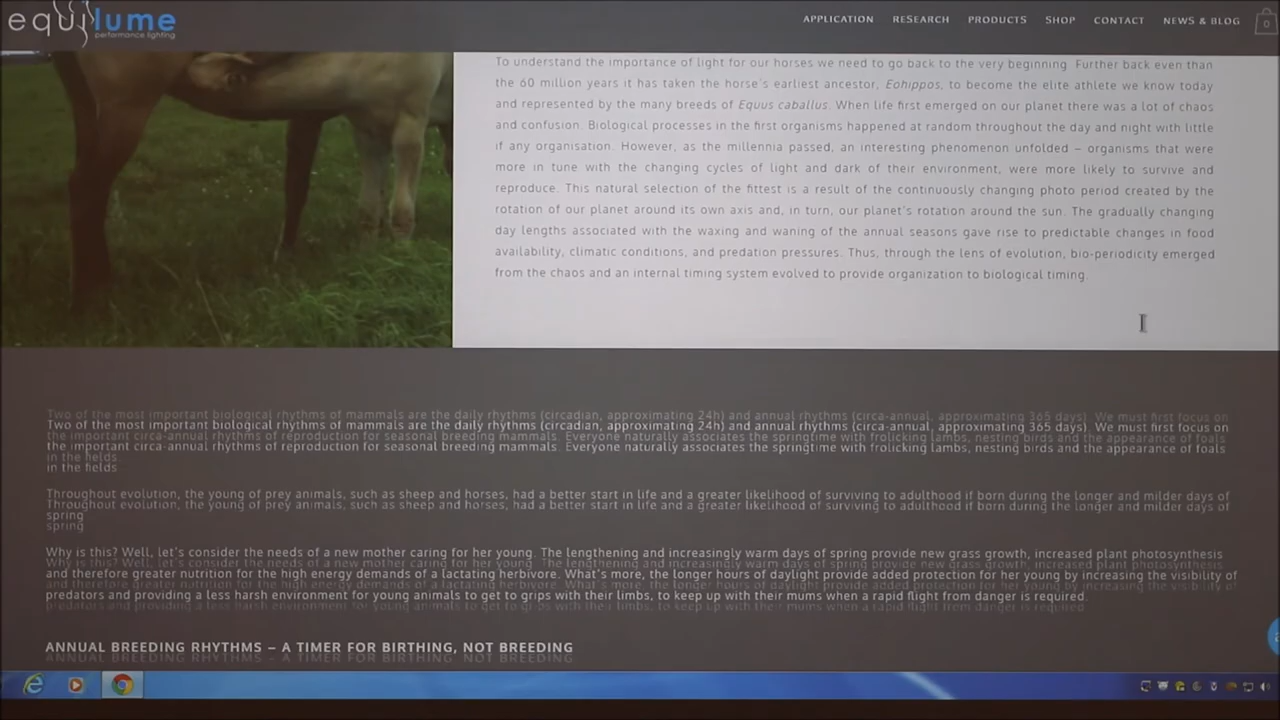 equilume
performance lighting
APPLICATION RESEARCH PRODUCTS SHOP CONTACT NEWS & BLOG 0
To understand the importance of light for our horses we need to go back to the very beginning. Further back even than
the 60 million years it has taken the horse's earliest ancestor, Eohippos, to become the elite athlete we know today
and represented by the many breeds of Equus caballus. When life first emerged on our planet there was a lot of chaos
and confusion. Biological processes in the first organisms happened at random throughout the day and night with little
if any organisation. However, as the millennia passed, an interesting phenomenon unfolded – organisms that were
more in tune with the changing cycles of light and dark of their environment, were more likely to survive and
reproduce. This natural selection of the fittest is a result of the continuously changing photo period created by the
rotation of our planet around its own axis and, in turn, our planet's rotation around the sun. The gradually changing
day lengths associated with the waxing and waning of the annual seasons gave rise to predictable changes in food
availability, climatic conditions, and predation pressures. Thus, through the lens of evolution, bio-periodicity emerged
from the chaos and an internal timing system evolved to provide organization to biological timing.
Two of the most important biological rhythms of mammals are the daily rhythms (circadian, approximating 24h) and annual rhythms (circa-annual, approximating 365 days). We must first focus on
the important circa-annual rhythms of reproduction for seasonal breeding mammals. Everyone naturally associates the springtime with frolicking lambs, nesting birds and the appearance of foals
in the fields
Throughout evolution, the young of prey animals, such as sheep and horses, had a better start in life and a greater likelihood of surviving to adulthood if born during the longer and milder days of
spring
Why is this? Well, let's consider the needs of a new mother caring for her young. The lengthening and increasingly warm days of spring provide new grass growth, increased plant photosynthesis
and therefore greater nutrition for the high energy demands of a lactating herbivore. What's more, the longer hours of daylight provide added protection for her young by increasing the visibility of
predators and providing a less harsh environment for young animals to get to grips with their limbs, to keep up with their mums when a rapid flight from danger is required.
ANNUAL BREEDING RHYTHMS – A TIMER FOR BIRTHING, NOT BREEDING